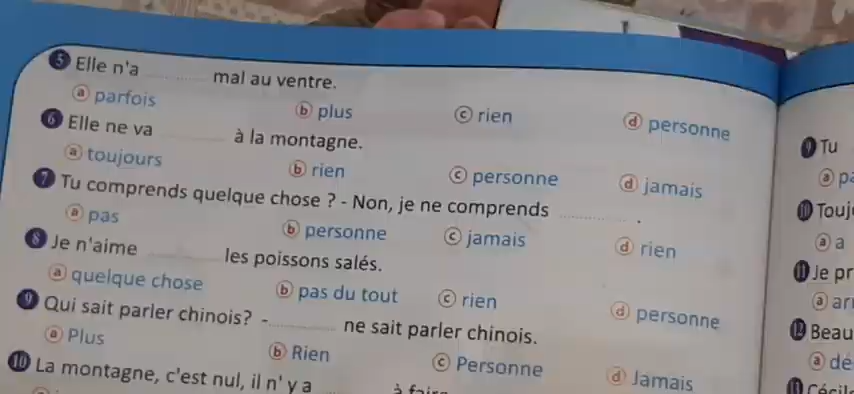 5 Elle n'a ............ mal au ventre.
a parfois b plus c rien d personne
6 Elle ne va ............ à la montagne.
a toujours b rien c personne d jamais
7 Tu comprends quelque chose ? - Non, je ne comprends ............ .
a pas b personne c jamais d rien
8 Je n'aime ............ les poissons salés.
a quelque chose b pas du tout c rien d personne
9 Qui sait parler chinois? -............ ne sait parler chinois.
a Plus b Rien c Personne d Jamais
10 La montagne, c'est nul, il n' y a à
9 Tu
a
10
a a
11 Je
a
12
a
13